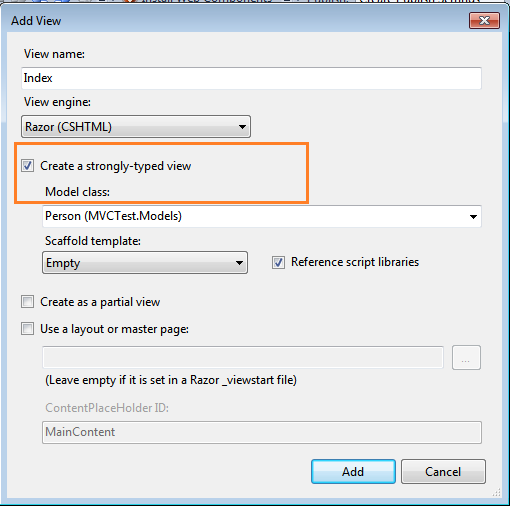 Add View
View name:
Index
View engine:
Razor (CSHTML)
Create a strongly-typed view
Model class:
Person (MVCTest.Models)
Scaffold template:
Empty
Reference script libraries
Create as a partial view
Use a layout or master page:
...
(Leave empty if it is set in a Razor _viewstart file)
ContentPlaceHolder ID:
MainContent
Add
Cancel